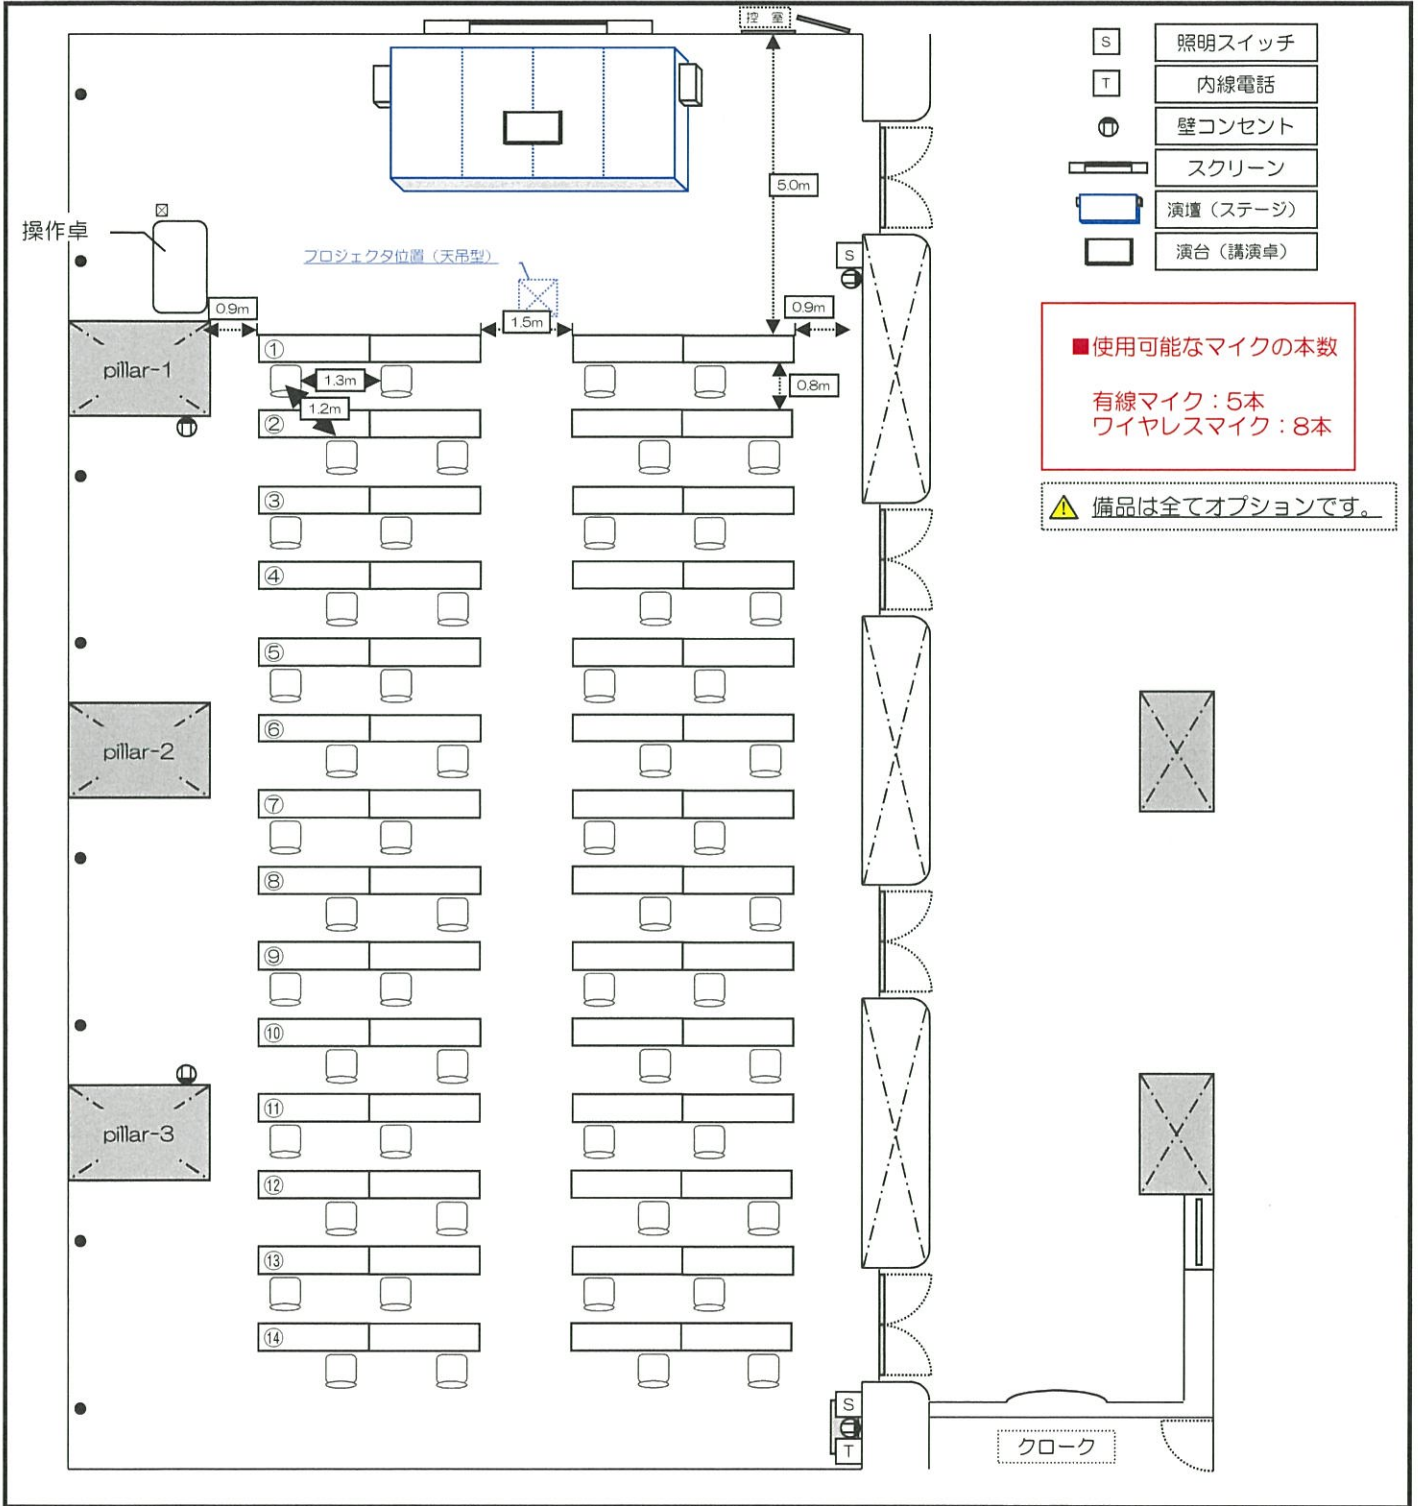 控 室
S 照明スイッチ
T 内線電話
壁コンセント
スクリーン
演壇（ステージ）
演台（講演卓）
5.0m
操作卓
プロジェクタ位置（天吊型）
S
0.9m
1.5m
0.9m
■使用可能なマイクの本数
有線マイク：5本
ワイヤレスマイク：8本
pillar-1
①
1.3m
0.8m
1.2m
②
③
備品は全てオプションです。
④
⑤
⑥
pillar-2
⑦
⑧
⑨
⑩
⑪
pillar-3
⑫
⑬
⑭
S
T
クローク